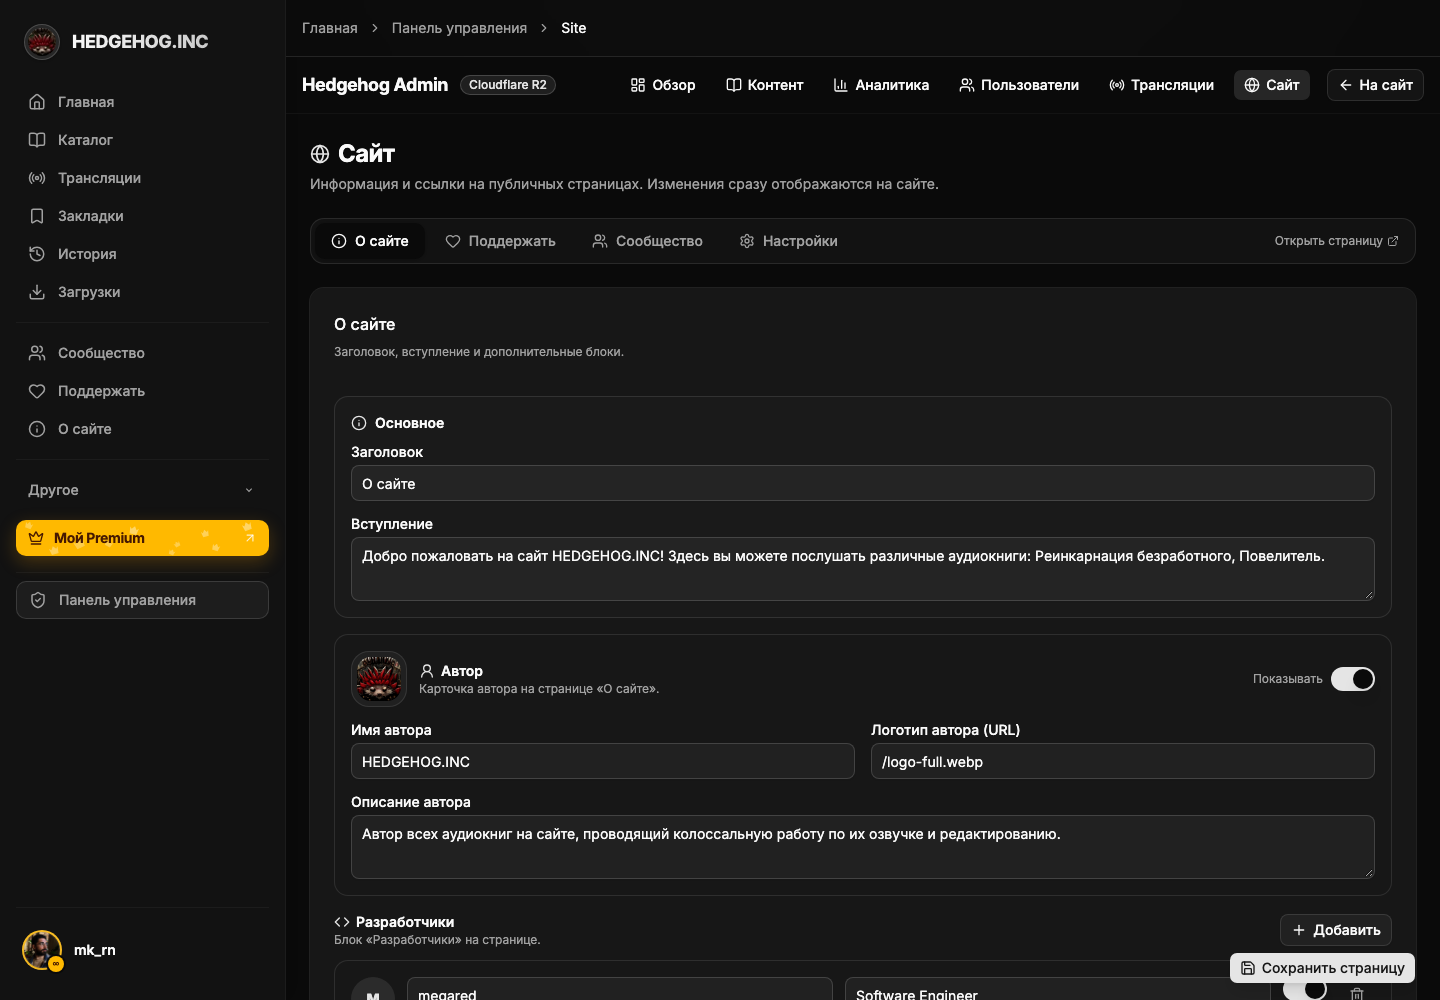 HEDGEHOG.INC
Главная
Каталог
Трансляции
Закладки
История
Загрузки
Сообщество
Поддержать
О сайте
Другое
Мой Premium
Панель управления
mk_rn
Главная > Панель управления > Site
Hedgehog Admin Cloudflare R2 Обзор Контент Аналитика Пользователи Трансляции Сайт На сайт
Сайт
Информация и ссылки на публичных страницах. Изменения сразу отображаются на сайте.
О сайте Поддержать Сообщество Настройки Открыть страницу
О сайте
Заголовок, вступление и дополнительные блоки.
Основное
Заголовок
О сайте
Вступление
Добро пожаловать на сайт HEDGEHOG.INC! Здесь вы можете послушать различные аудиокниги: Реинкарнация безработного, Повелитель.
Автор
Карточка автора на странице «О сайте».
Показывать
Имя автора
HEDGEHOG.INC
Логотип автора (URL)
/logo-full.webp
Описание автора
Автор всех аудиокниг на сайте, проводящий колоссальную работу по их озвучке и редактированию.
Разработчики
Блок «Разработчики» на странице.
Добавить
Сохранить страницу
M
megared
Software Engineer